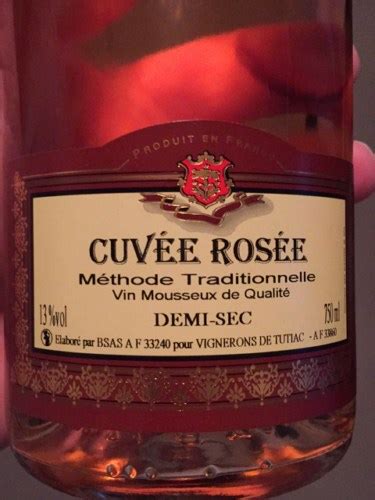 PRODUIT EN FRANCE
CUVÉE ROSÉE
Méthode Traditionnelle
Vin Mousseux de Qualité
13 %vol
750 ml
DEMI-SEC
Elaboré par BSAS A F 33240 pour VIGNERONS DE TUTIAC - A F 33860